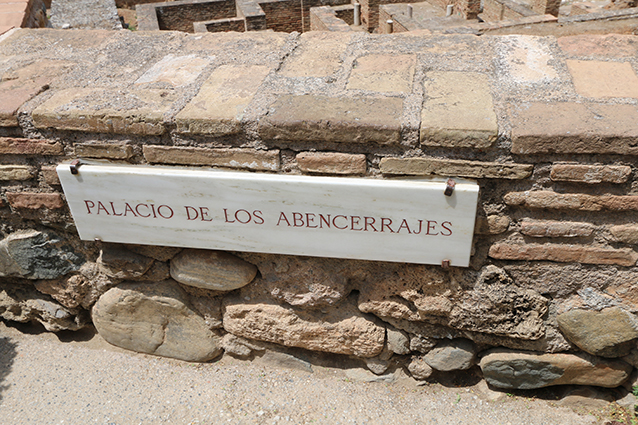 PALACIO DE LOS ABENCERRAJES